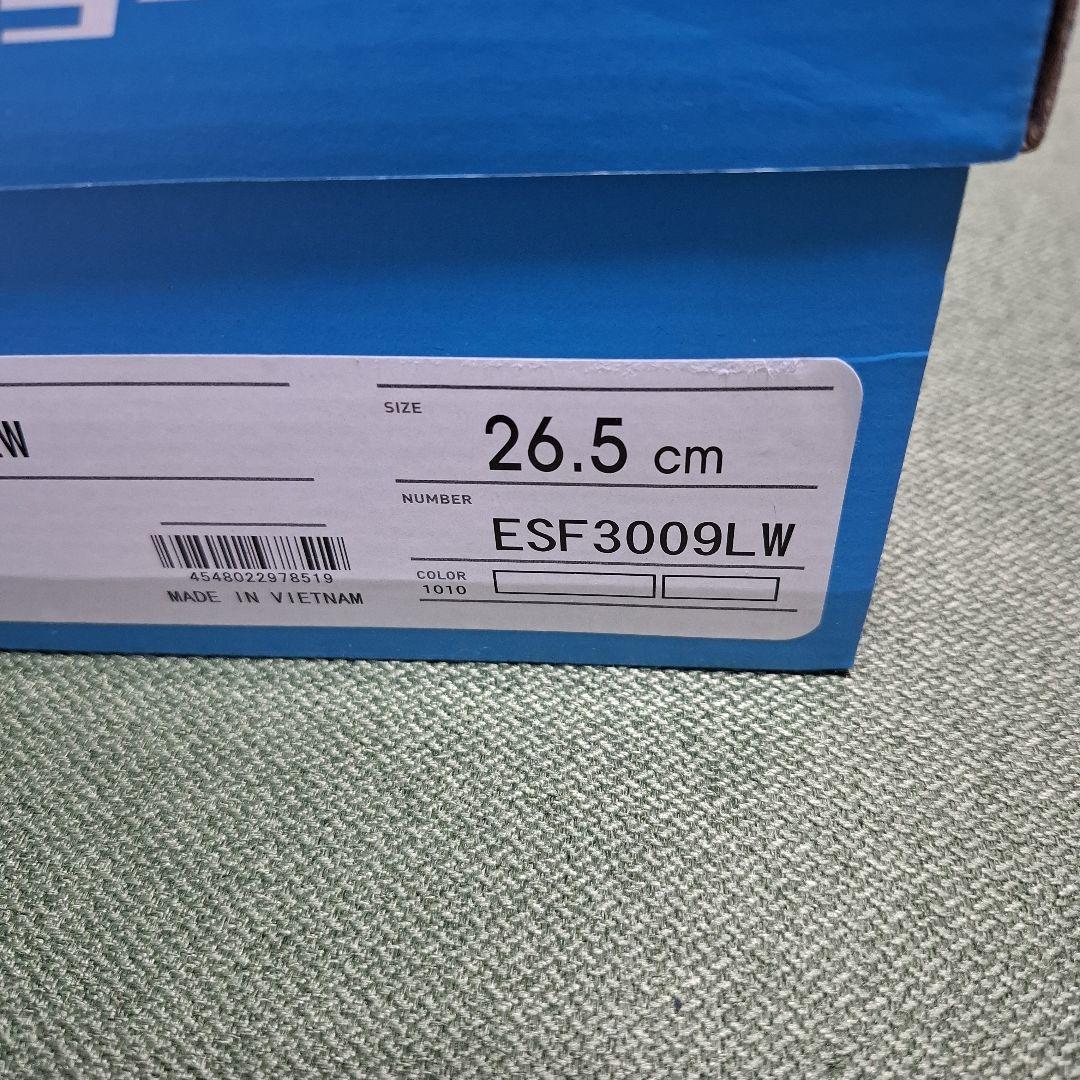 SIZE
26.5 cm
NUMBER
ESF3009LW
COLOR
1010
4548022978519
MADE IN VIETNAM